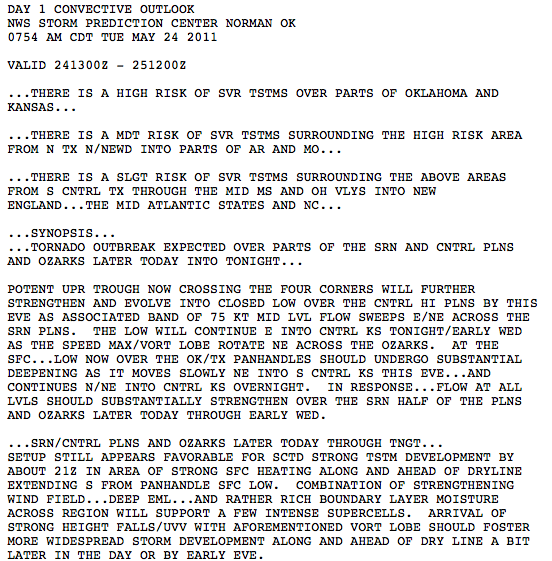 DAY 1 CONVECTIVE OUTLOOK
NWS STORM PREDICTION CENTER NORMAN OK
0754 AM CDT TUE MAY 24 2011
VALID 241300Z - 251200Z
...THERE IS A HIGH RISK OF SVR TSTMS OVER PARTS OF OKLAHOMA AND
KANSAS...
...THERE IS A MDT RISK OF SVR TSTMS SURROUNDING THE HIGH RISK AREA
FROM N TX N/NEWD INTO PARTS OF AR AND MO...
...THERE IS A SLGT RISK OF SVR TSTMS SURROUNDING THE ABOVE AREAS
FROM S CNTRL TX THROUGH THE MID MS AND OH VLYS INTO NEW
ENGLAND...THE MID ATLANTIC STATES AND NC...
...SYNOPSIS...
...TORNADO OUTBREAK EXPECTED OVER PARTS OF THE SRN AND CNTRL PLNS
AND OZARKS LATER TODAY INTO TONIGHT...
POTENT UPR TROUGH NOW CROSSING THE FOUR CORNERS WILL FURTHER
STRENGTHEN AND EVOLVE INTO CLOSED LOW OVER THE CNTRL HI PLNS BY THIS
EVE AS ASSOCIATED BAND OF 75 KT MID LVL FLOW SWEEPS E/NE ACROSS THE
SRN PLNS.  THE LOW WILL CONTINUE E INTO CNTRL KS TONIGHT/EARLY WED
AS THE SPEED MAX/VORT LOBE ROTATE NE ACROSS THE OZARKS.  AT THE
SFC...LOW NOW OVER THE OK/TX PANHANDLES SHOULD UNDERGO SUBSTANTIAL
DEEPENING AS IT MOVES SLOWLY NE INTO S CNTRL KS THIS EVE...AND
CONTINUES N/NE INTO CNTRL KS OVERNIGHT.  IN RESPONSE...FLOW AT ALL
LVLS SHOULD SUBSTANTIALLY STRENGTHEN OVER THE SRN HALF OF THE PLNS
AND OZARKS LATER TODAY THROUGH EARLY WED.
...SRN/CNTRL PLNS AND OZARKS LATER TODAY THROUGH TNGT...
SETUP STILL APPEARS FAVORABLE FOR SCTD STRONG TSTM DEVELOPMENT BY
ABOUT 21Z IN AREA OF STRONG SFC HEATING ALONG AND AHEAD OF DRYLINE
EXTENDING S FROM PANHANDLE SFC LOW.  COMBINATION OF STRENGTHENING
WIND FIELD...DEEP EML...AND RATHER RICH BOUNDARY LAYER MOISTURE
ACROSS REGION WILL SUPPORT A FEW INTENSE SUPERCELLS.  ARRIVAL OF
STRONG HEIGHT FALLS/UVV WITH AFOREMENTIONED VORT LOBE SHOULD FOSTER
MORE WIDESPREAD STORM DEVELOPMENT ALONG AND AHEAD OF DRY LINE A BIT
LATER IN THE DAY OR BY EARLY EVE.